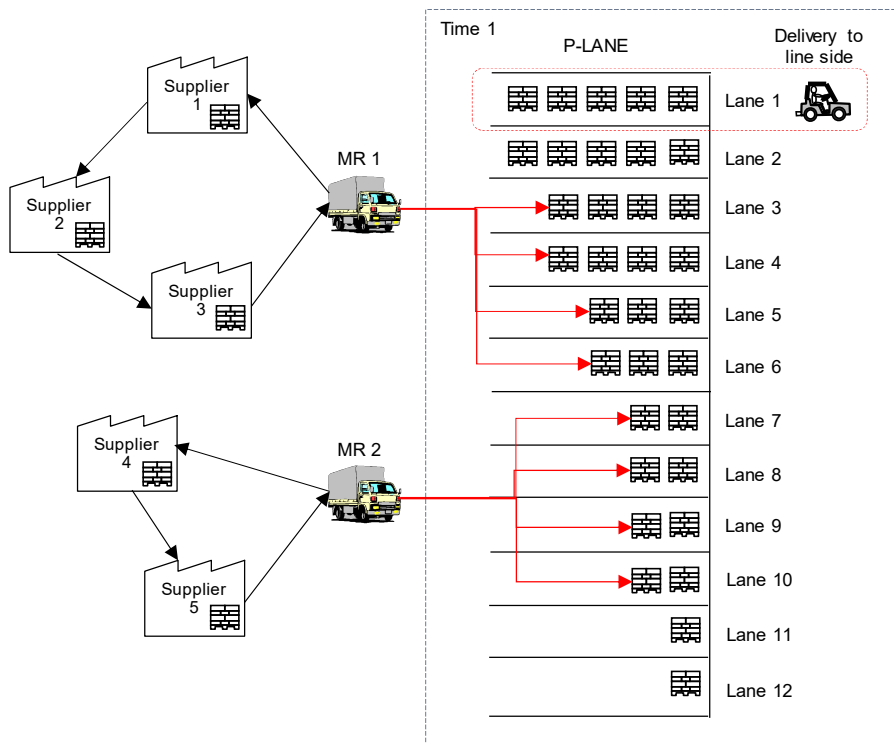 Time 1
P-LANE
Delivery to
line side
Supplier
1
Supplier
2
Supplier
3
MR 1
Supplier
4
Supplier
5
MR 2
Lane 1
Lane 2
Lane 3
Lane 4
Lane 5
Lane 6
Lane 7
Lane 8
Lane 9
Lane 10
Lane 11
Lane 12